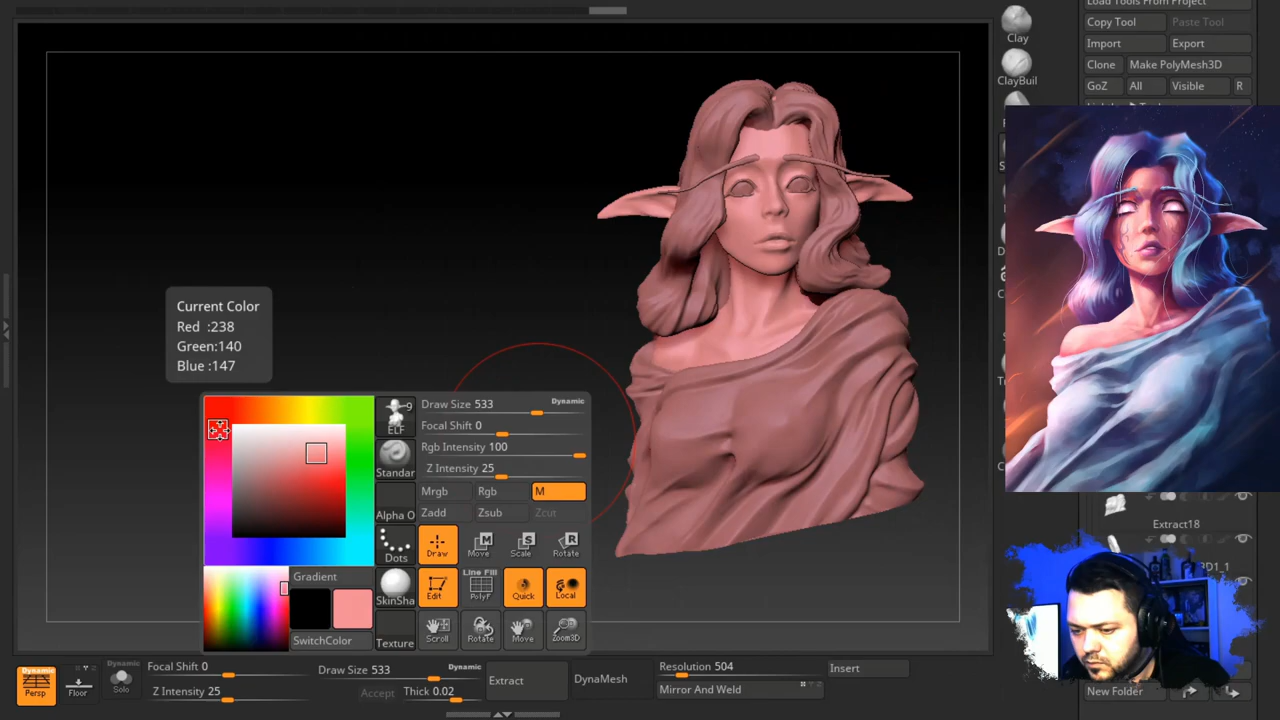 Load Tools From Project
Copy Tool
Paste Tool
Import
Export
Clone
Make PolyMesh3D
GoZ
All
Visible
R
Clay
ClayBuil
Current Color
Red :238
Green:140
Blue :147
9
ELF
Standar
Alpha O
Dots
SkinSha
Texture
Draw Size 533
Dynamic
Focal Shift 0
Rgb Intensity 100
Z Intensity 25
Mrgb
Rgb
M
Zadd
Zsub
Zcut
Draw
Move
Scale
Rotate
Edit
Line Fill
PolyF
Quick
Local
Scroll
Rotate
Move
Zoom3D
Gradient
SwitchColor
Extract18
New Folder
Dynamic
Persp
Floor
Dynamic
Solo
Focal Shift 0
Z Intensity 25
Draw Size 533
Dynamic
Accept
Thick 0.02
Extract
DynaMesh
Resolution 504
Mirror And Weld
Insert